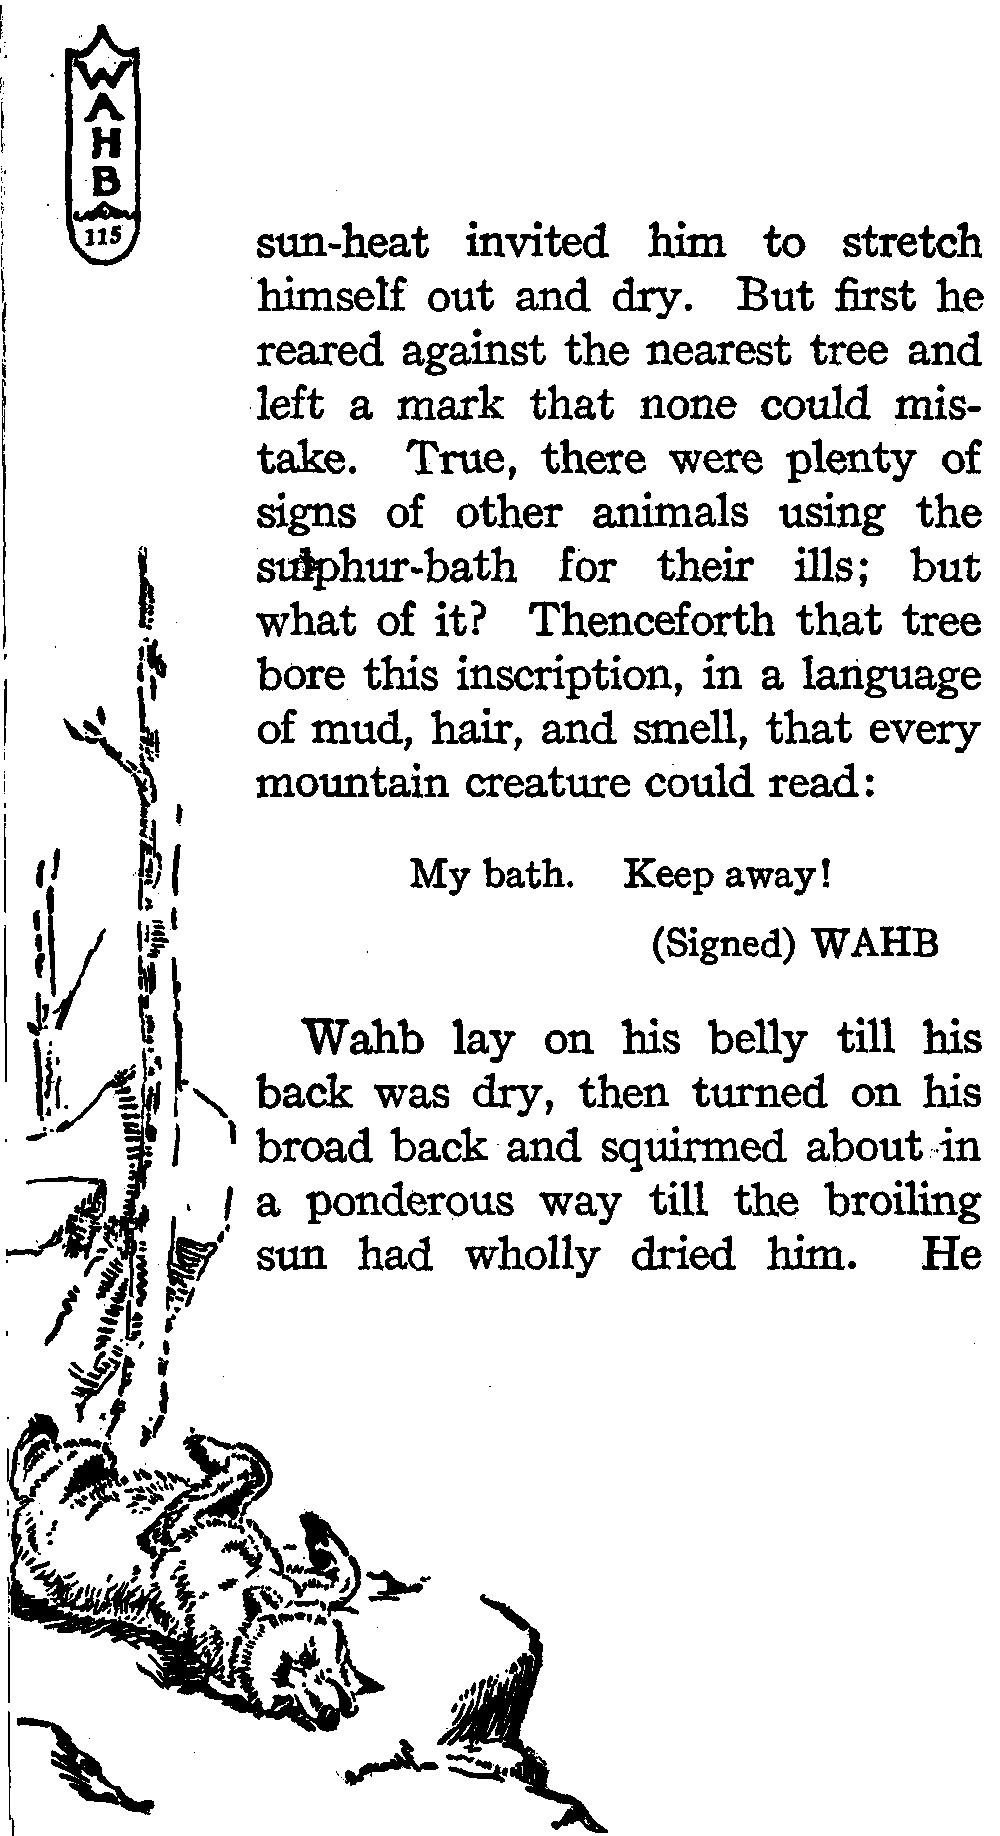 WAHB
115
sun-heat invited him to stretch
himself out and dry. But first he
reared against the nearest tree and
left a mark that none could mis-
take. True, there were plenty of
signs of other animals using the
sulphur-bath for their ills; but
what of it? Thenceforth that tree
bore this inscription, in a language
of mud, hair, and smell, that every
mountain creature could read:
My bath. Keep away!
(Signed) WAHB
Wahb lay on his belly till his
back was dry, then turned on his
broad back and squirmed about in
a ponderous way till the broiling
sun had wholly dried him. He